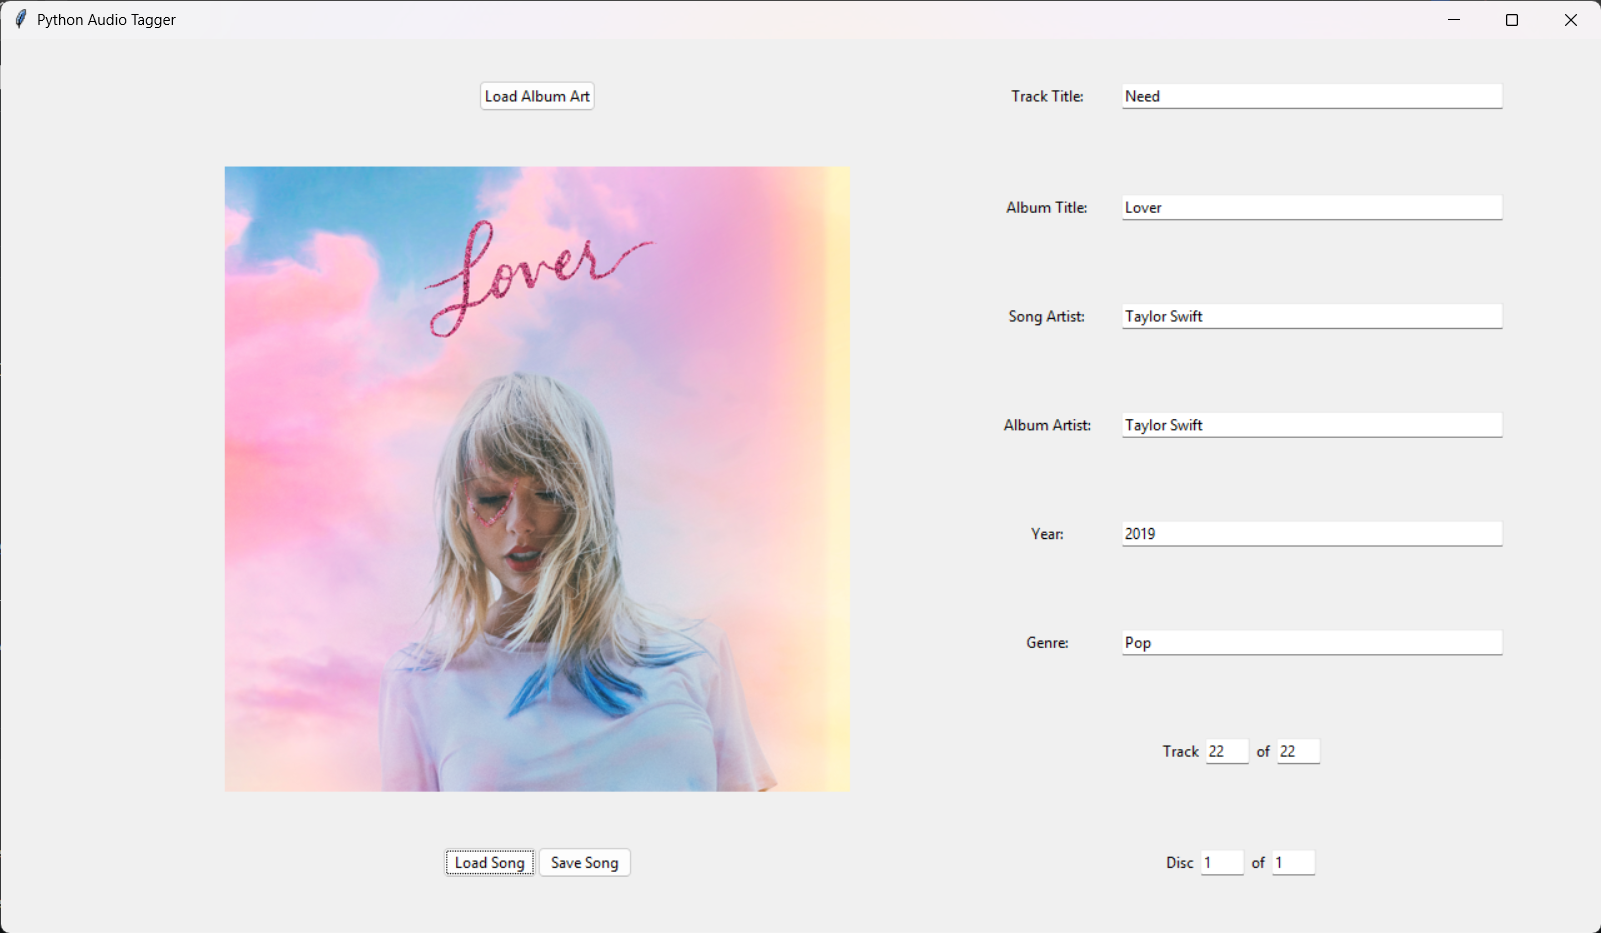 Python Audio Tagger
Load Album Art
Lover
Load Song Save Song
Track Title: Need
Album Title: Lover
Song Artist: Taylor Swift
Album Artist: Taylor Swift
Year: 2019
Genre: Pop
Track 22 of 22
Disc 1 of 1